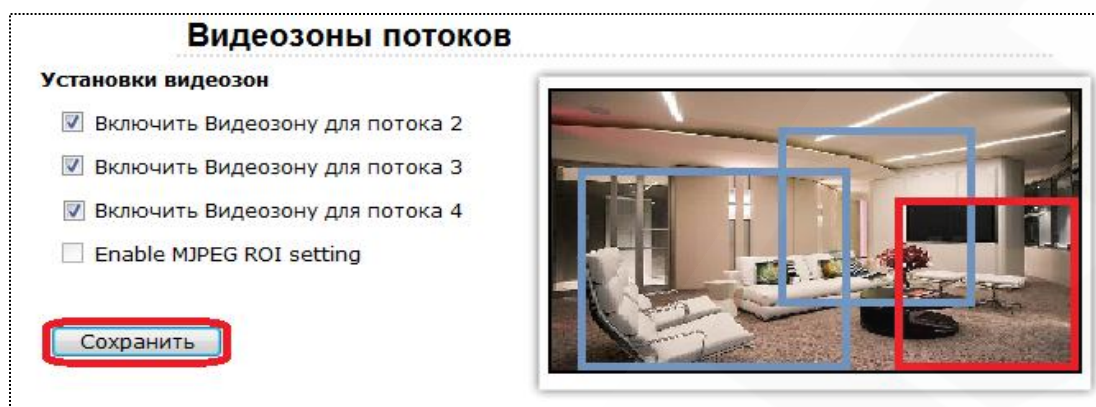 Видеозоны потоков
Установки видеозон
Включить Видеозону для потока 2
Включить Видеозону для потока 3
Включить Видеозону для потока 4
Enable MJPEG ROI setting
Сохранить